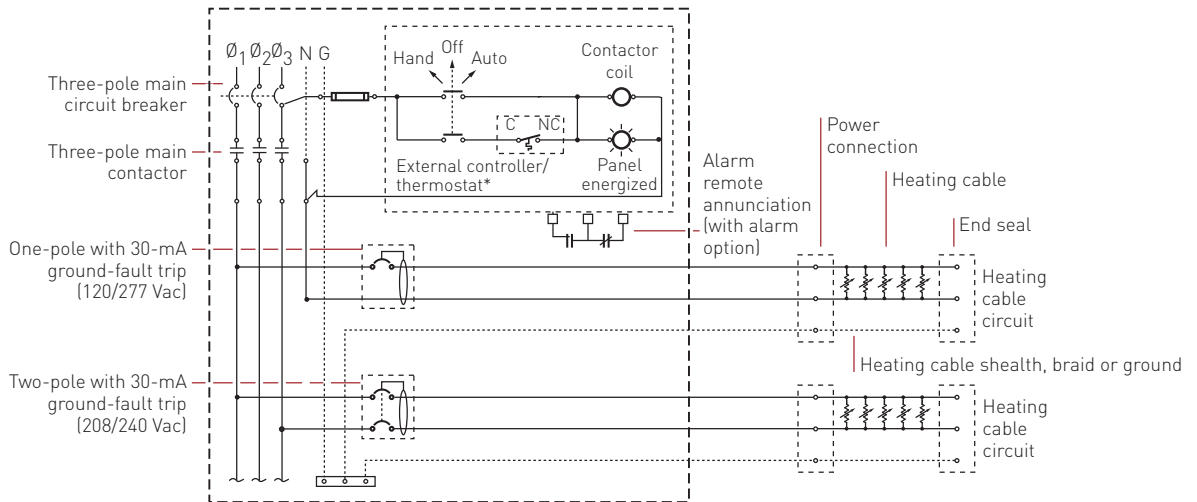 Ø1 Ø2 Ø3 N G
Three-pole main
circuit breaker
Three-pole main
contactor
Hand
Off
Auto
Contactor
coil
C NC
External controller/
thermostat*
Panel
energized
Alarm
remote
annunciation
(with alarm
option)
Power
connection
Heating cable
End seal
One-pole with 30-mA
ground-fault trip
(120/277 Vac)
Heating
cable
circuit
Heating cable shealth, braid or ground
Two-pole with 30-mA
ground-fault trip
(208/240 Vac)
Heating
cable
circuit